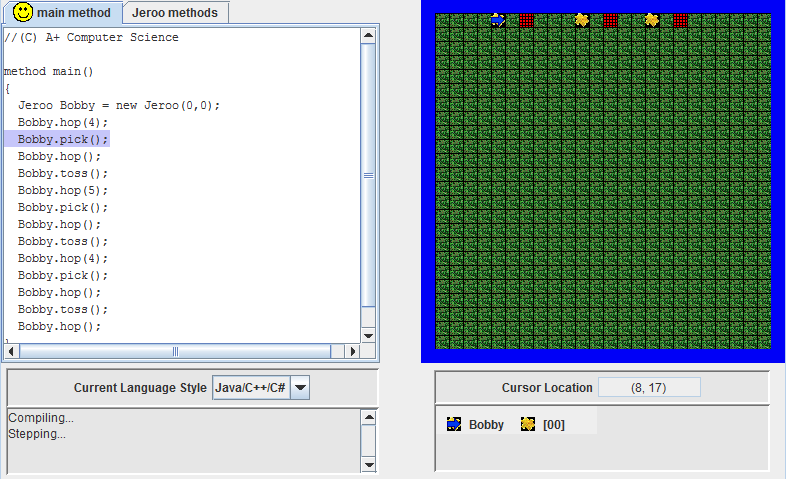 main method Jeroo methods
//(C) A+ Computer Science
method main()
{
Jeroo Bobby = new Jeroo(0,0);
Bobby.hop(4);
Bobby.pick();
Bobby.hop();
Bobby.toss();
Bobby.hop(5);
Bobby.pick();
Bobby.hop();
Bobby.toss();
Bobby.hop(4);
Bobby.pick();
Bobby.hop();
Bobby.toss();
Bobby.hop();
}
Current Language Style Java/C++/C#
Compiling...
Stepping...
Cursor Location (8, 17)
Bobby [00]